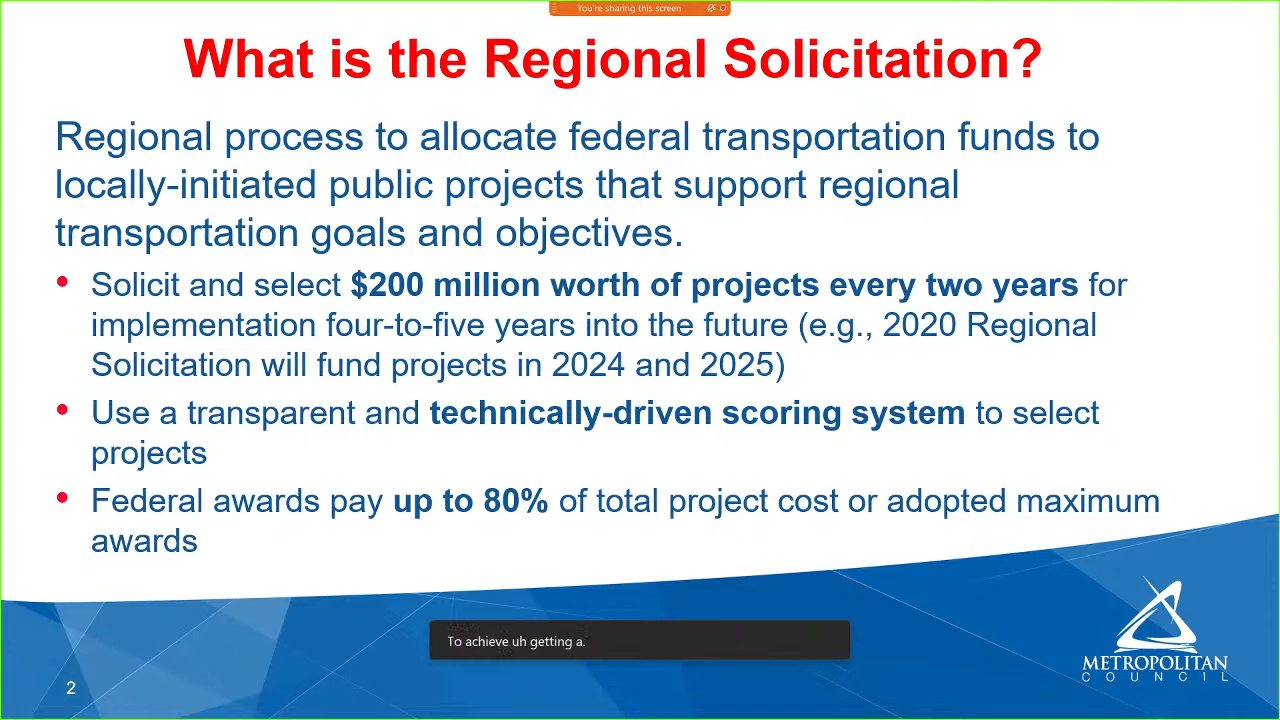 You're sharing this screen
What is the Regional Solicitation?
Regional process to allocate federal transportation funds to
locally-initiated public projects that support regional
transportation goals and objectives.
• Solicit and select $200 million worth of projects every two years for
implementation four-to-five years into the future (e.g., 2020 Regional
Solicitation will fund projects in 2024 and 2025)
• Use a transparent and technically-driven scoring system to select
projects
• Federal awards pay up to 80% of total project cost or adopted maximum
awards
To achieve uh getting a.
METROPOLITAN
COUNCIL
2